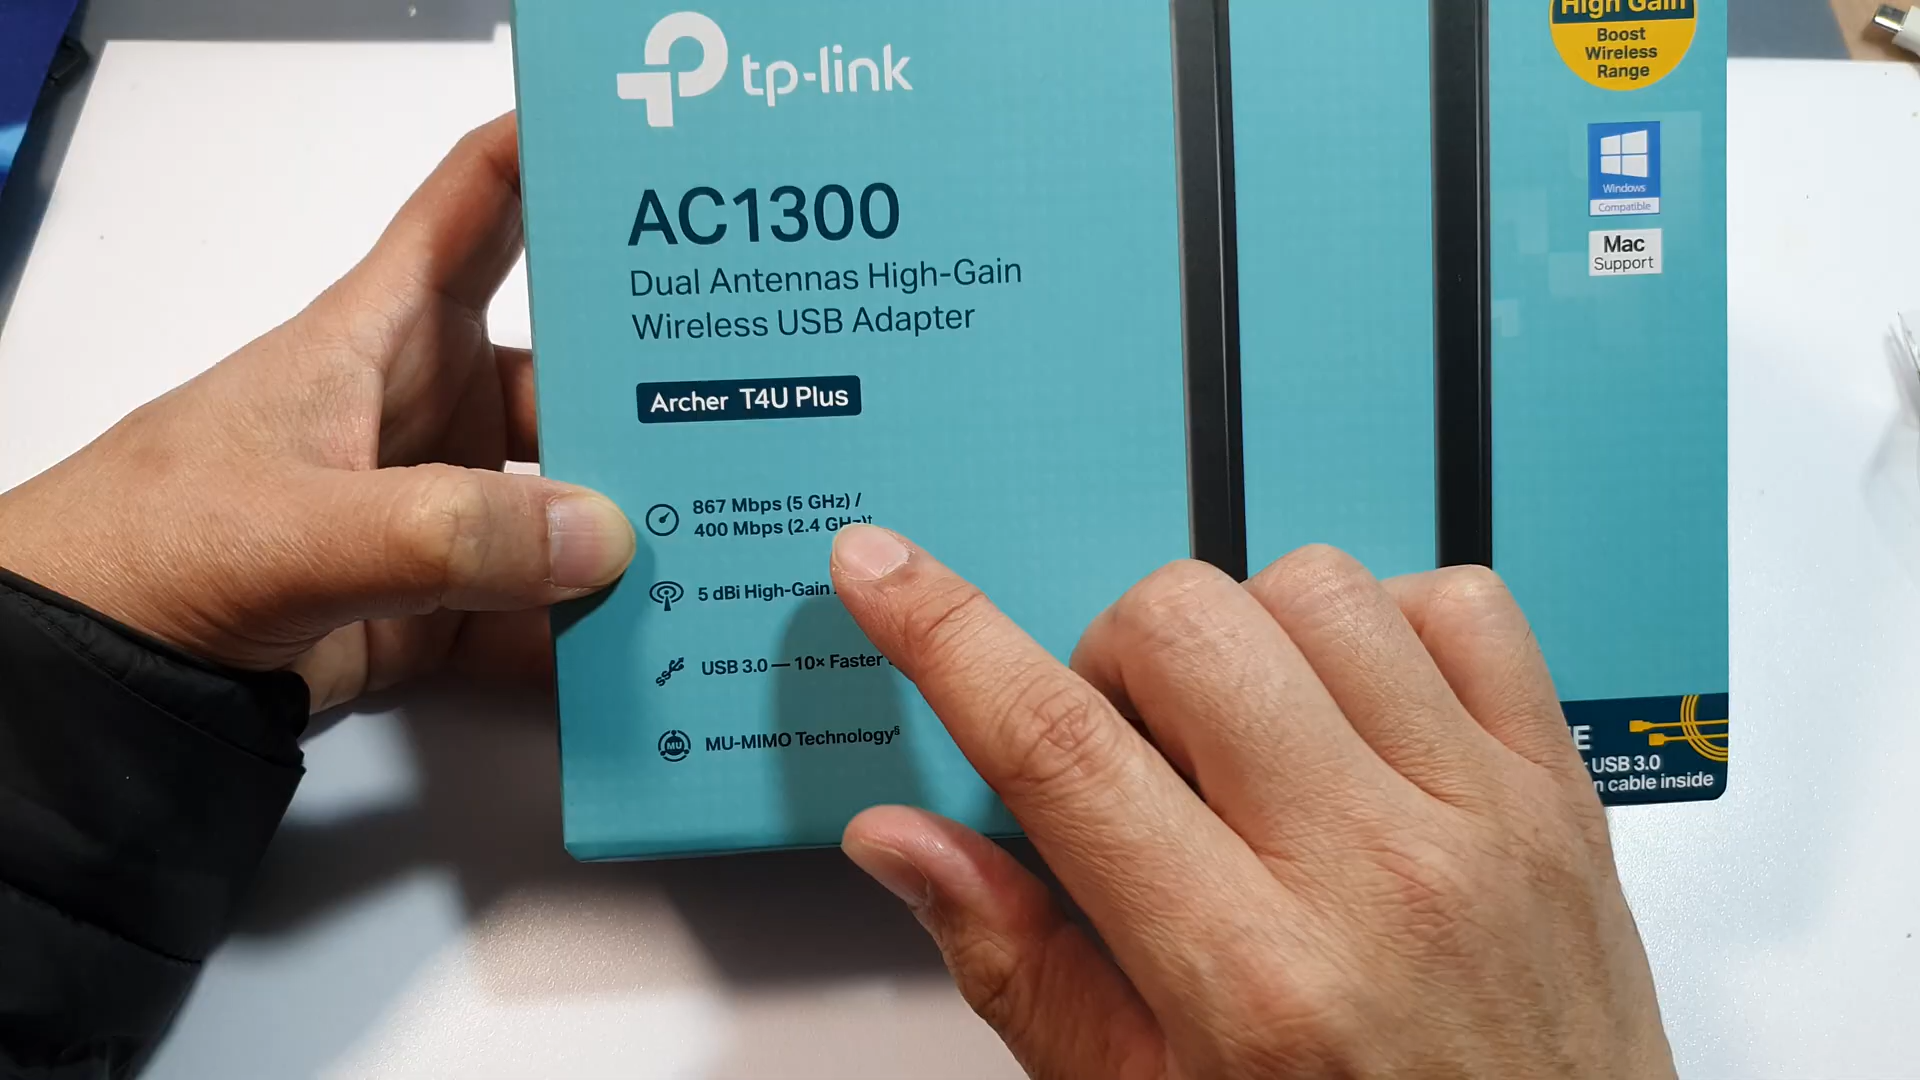 tp-link
AC1300
Dual Antennas High-Gain
Wireless USB Adapter
Archer T4U Plus
867 Mbps (5 GHz) /
400 Mbps (2.4 GHz)†
5 dBi High-Gain
USB 3.0 — 10× Faster
MU
MU-MIMO Technology§
High Gain
Boost
Wireless
Range
Windows
Compatible
Mac
Support
USB 3.0
cable inside